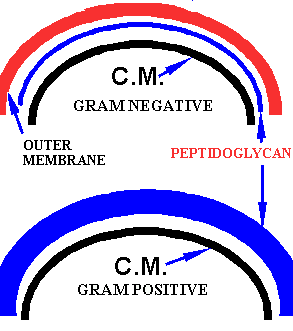 C.M.
GRAM NEGATIVE
OUTER
MEMBRANE
PEPTIDOGLYCAN
C.M.
GRAM POSITIVE